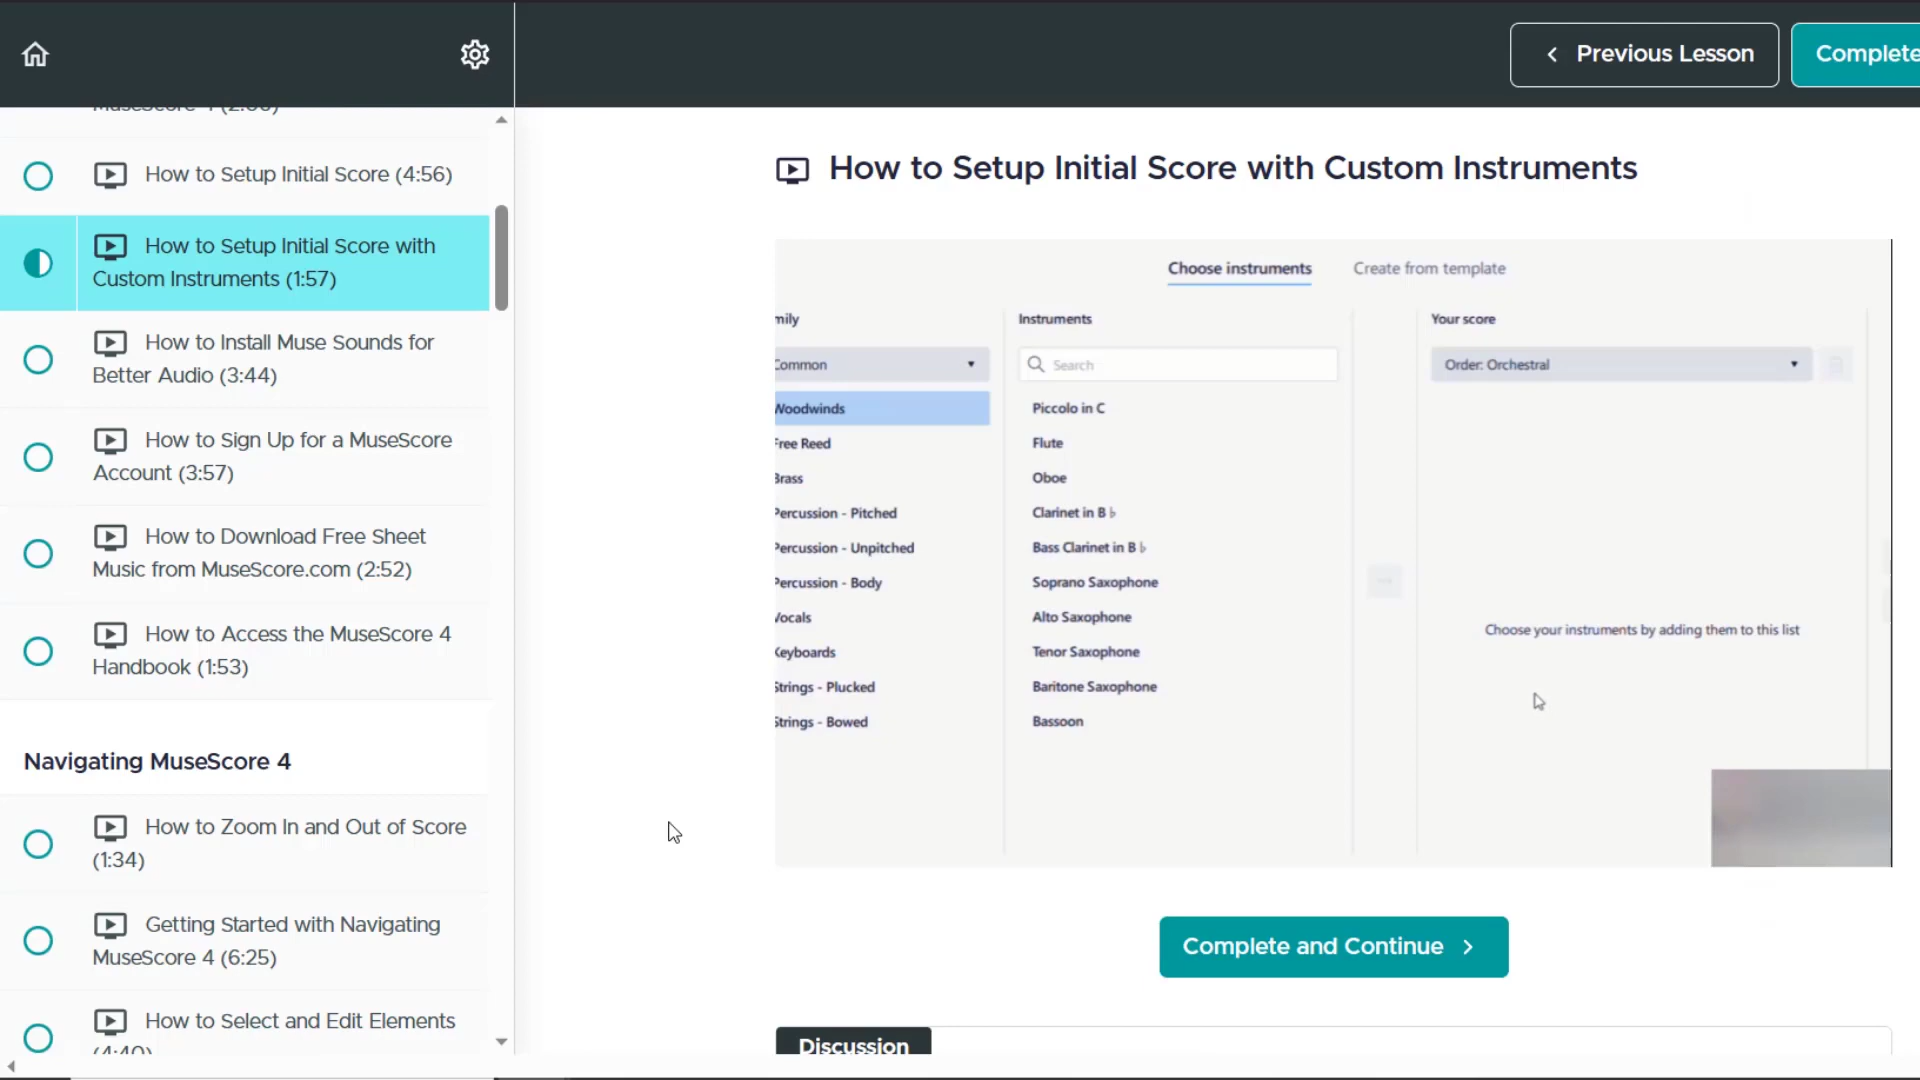 Previous Lesson
Complete
How to Setup Initial Score (4:56)
How to Setup Initial Score with
Custom Instruments (1:57)
How to Install Muse Sounds for
Better Audio (3:44)
How to Sign Up for a MuseScore
Account (3:57)
How to Download Free Sheet
Music from MuseScore.com (2:52)
How to Access the MuseScore 4
Handbook (1:53)
Navigating MuseScore 4
How to Zoom In and Out of Score
(1:34)
Getting Started with Navigating
MuseScore 4 (6:25)
How to Select and Edit Elements
(4:40)
How to Setup Initial Score with Custom Instruments
Choose instruments
Create from template
mily
Instruments
Your score
Common
Search
Order: Orchestral
Woodwinds
Free Reed
Brass
Percussion - Pitched
Percussion - Unpitched
Percussion - Body
Vocals
Keyboards
Strings - Plucked
Strings - Bowed
Piccolo in C
Flute
Oboe
Clarinet in B♭
Bass Clarinet in B♭
Soprano Saxophone
Alto Saxophone
Tenor Saxophone
Baritone Saxophone
Bassoon
Choose your instruments by adding them to this list
Complete and Continue
Discussion